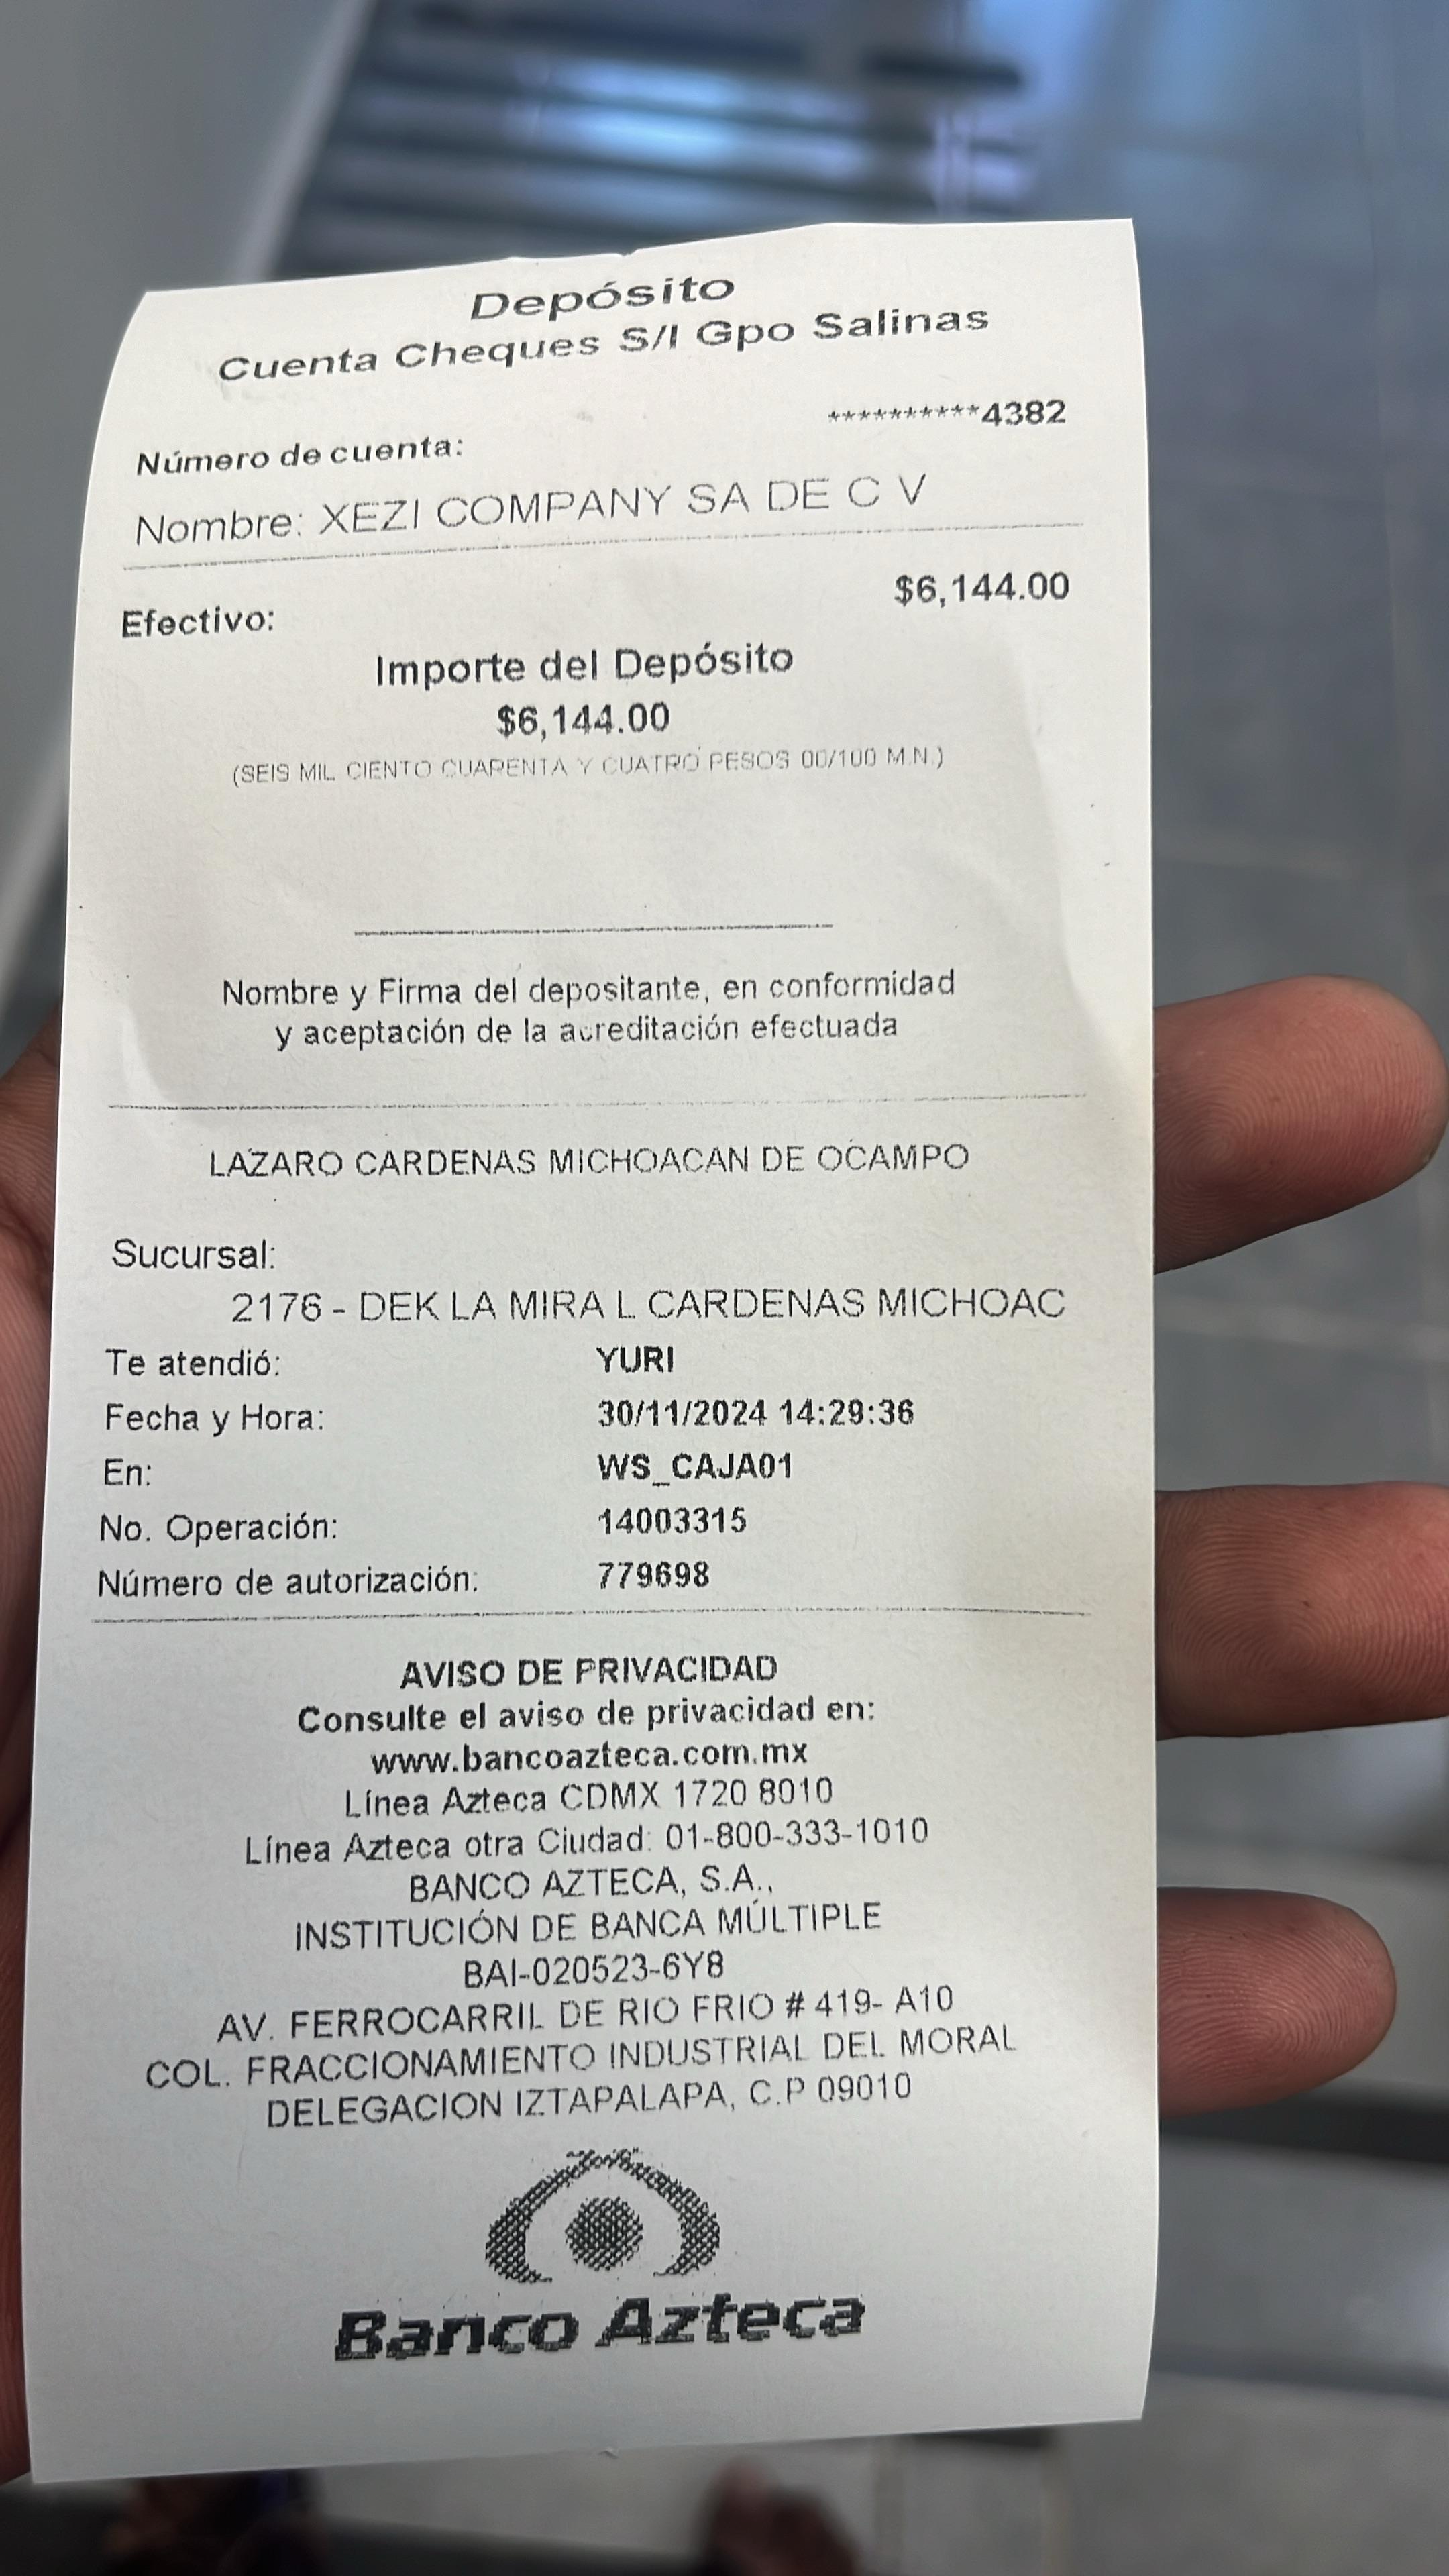 Depósito
Cuenta Cheques S/I Gpo Salinas
Número de cuenta: **********4382
Nombre: XEZI COMPANY SA DE C V
Efectivo: $6,144.00
Importe del Depósito
$6,144.00
(SEIS MIL CIENTO CUARENTA Y CUATRO PESOS 00/100 M.N.)
Nombre y Firma del depositante, en conformidad
y aceptación de la acreditación efectuada
LAZARO CARDENAS MICHOACAN DE OCAMPO
Sucursal:
2176 - DEK LA MIRA L CARDENAS MICHOAC
Te atendió: YURI
Fecha y Hora: 30/11/2024 14:29:36
En: WS_CAJA01
No. Operación: 14003315
Número de autorización: 779698
AVISO DE PRIVACIDAD
Consulte el aviso de privacidad en:
www.bancoazteca.com.mx
Línea Azteca CDMX 1720 8010
Línea Azteca otra Ciudad: 01-800-333-1010
BANCO AZTECA, S.A.,
INSTITUCIÓN DE BANCA MÚLTIPLE
BAI-020523-6Y8
AV. FERROCARRIL DE RIO FRIO # 419- A10
COL. FRACCIONAMIENTO INDUSTRIAL DEL MORAL
DELEGACION IZTAPALAPA, C.P 09010
Banco Azteca